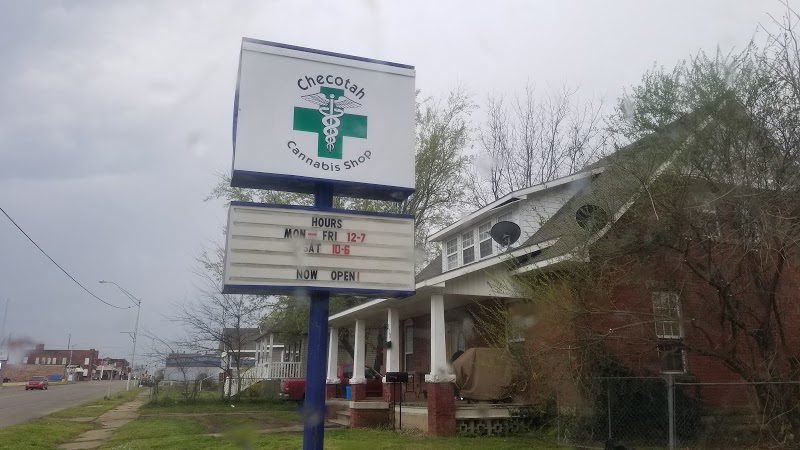 Checotah
Cannabis Shop
HOURS
MON-FRI 12-7
SAT 10-6
NOW OPEN!